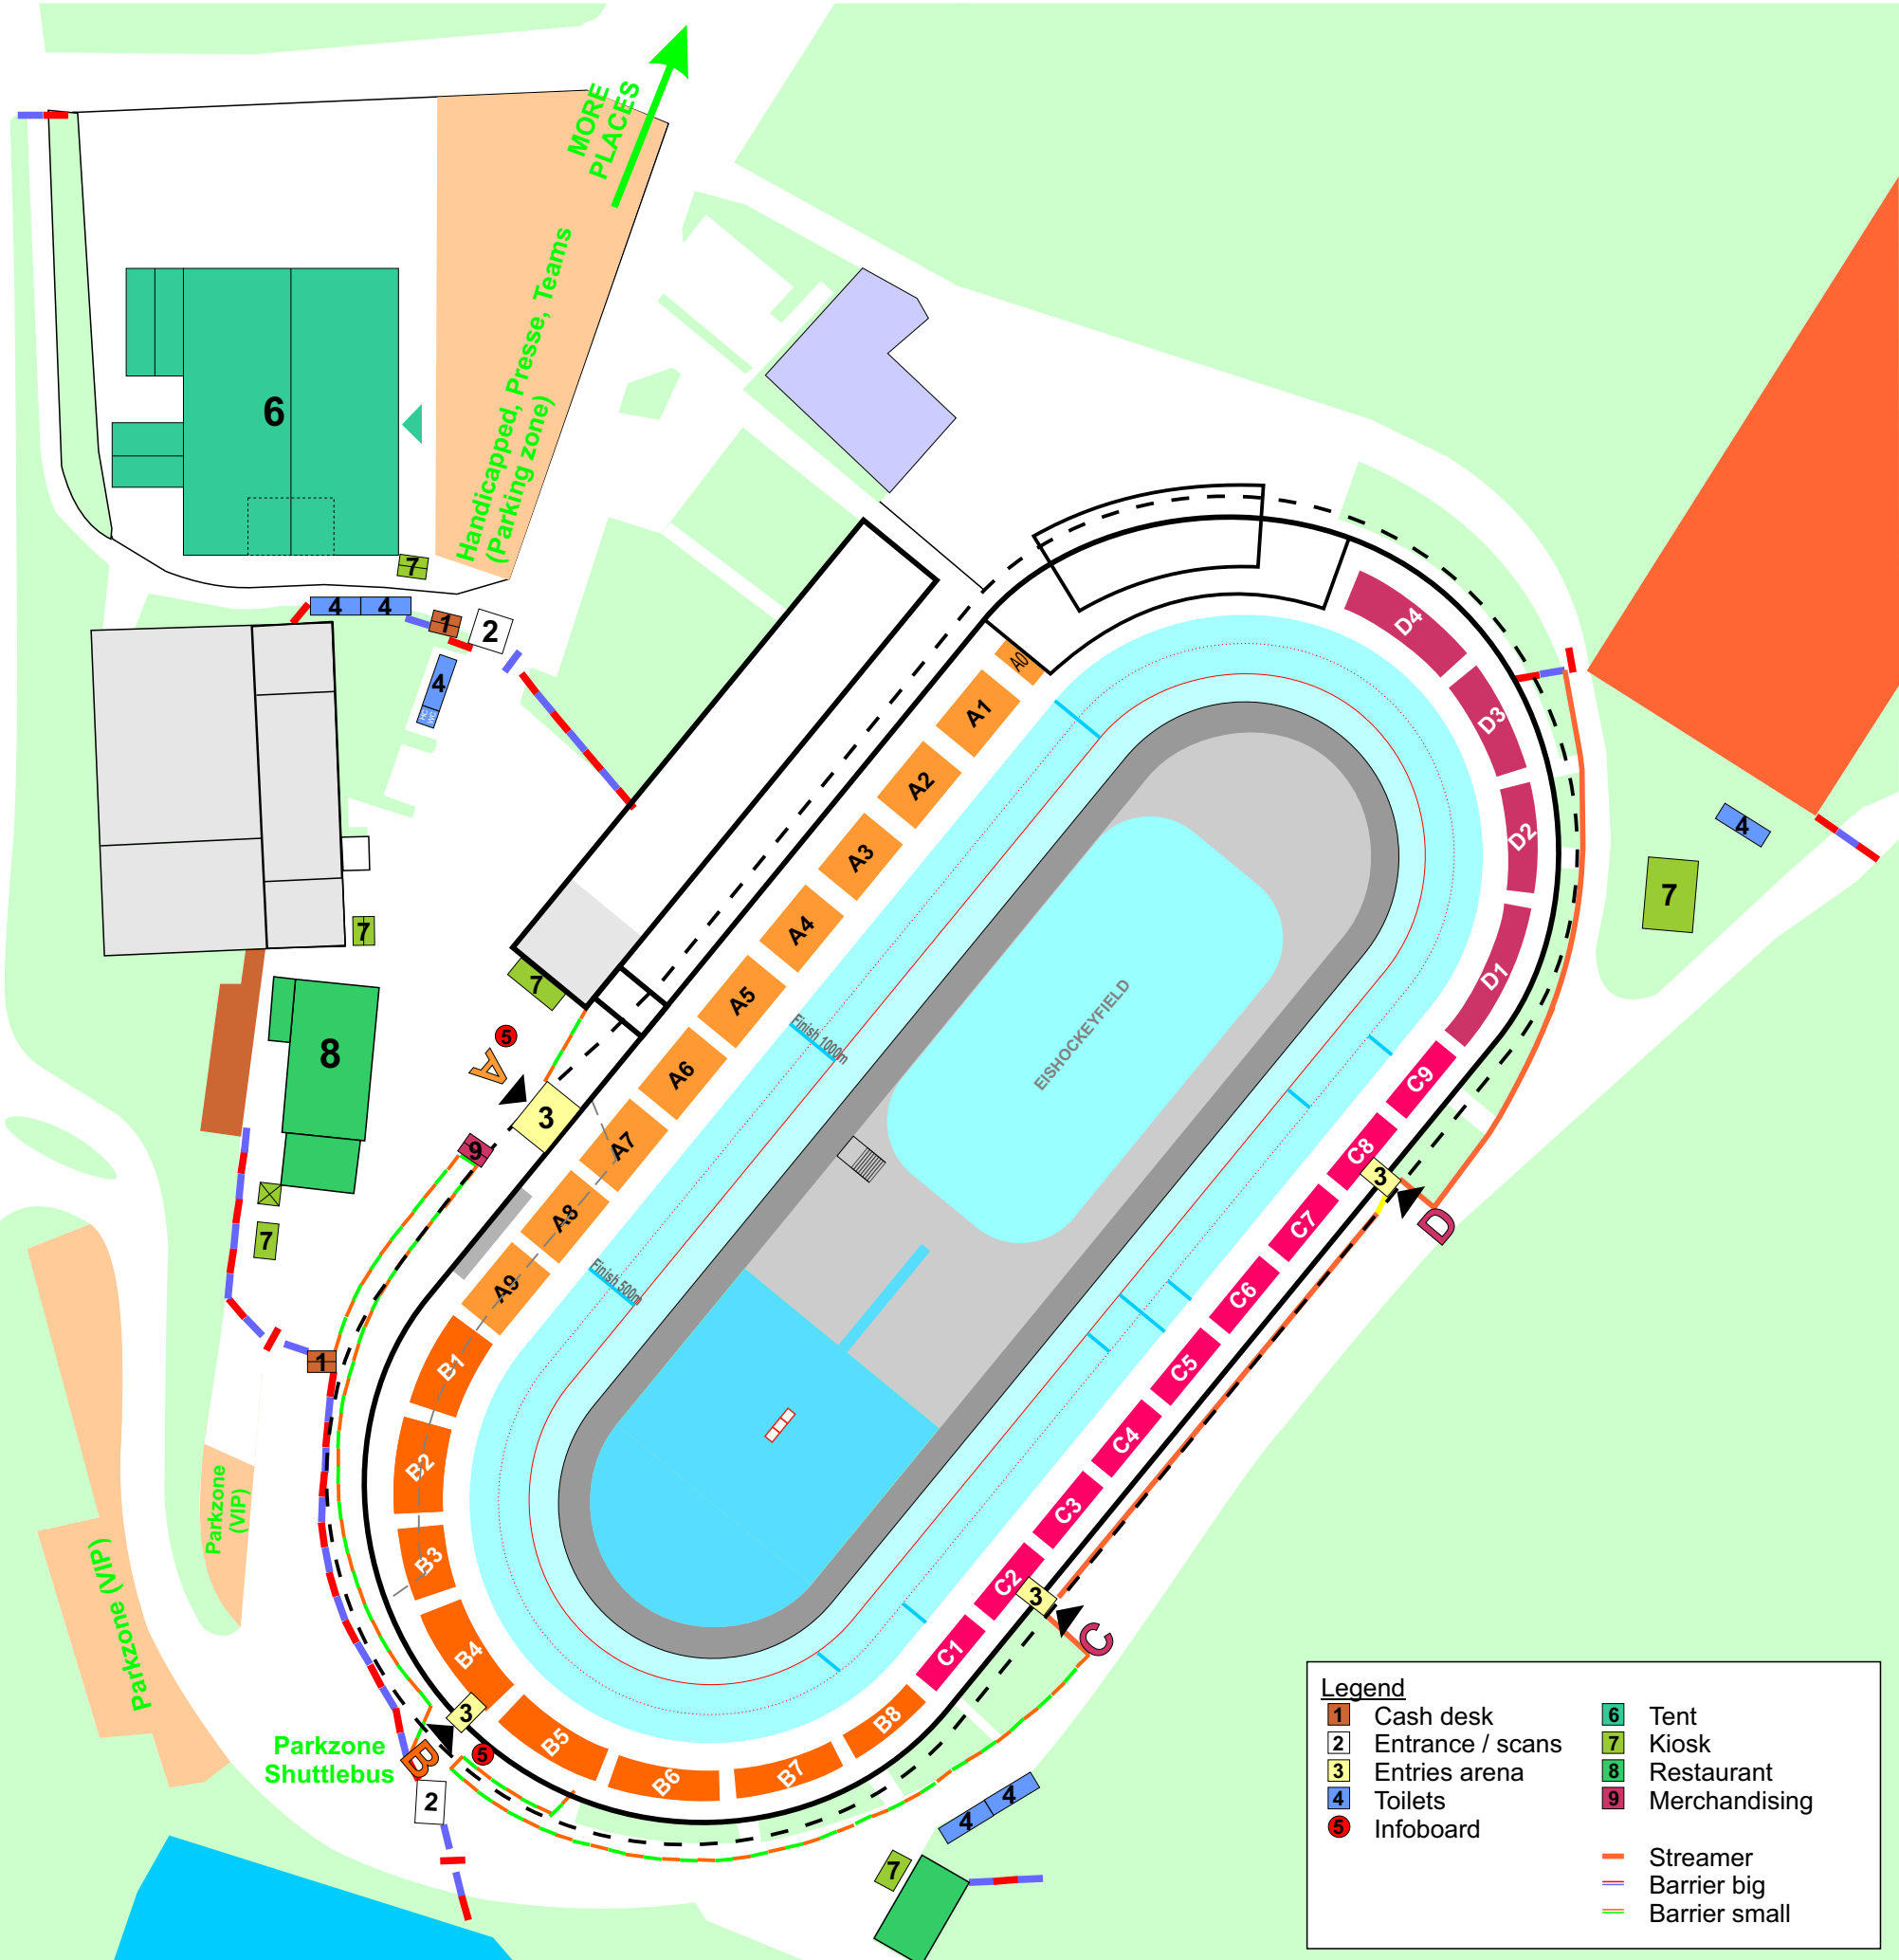 MORE
PLACES
Handicapped, Presse, Teams
(Parking zone)
6
7
4
4
1
2
4
7
7
5
A
3
9
8
7
1
A0
A1
A2
A3
A4
A5
A6
A7
A8
A9
B1
B2
B3
B4
B5
B6
B7
B8
C1
C2
C3
C4
C5
C6
C7
C8
C9
D1
D2
D3
D4
Finish 1000m
Finish 500m
EISHOCKEYFIELD
4
7
3
D
3
C
Parkzone
(VIP)
Parkzone (VIP)
Parkzone
Shuttlebus
3
B
5
2
4
4
7
Legend
1 Cash desk
2 Entrance / scans
3 Entries arena
4 Toilets
5 Infoboard
6 Tent
7 Kiosk
8 Restaurant
9 Merchandising
Streamer
Barrier big
Barrier small